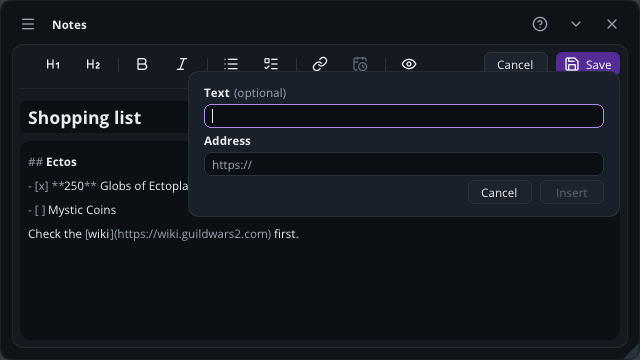 Notes
H1 H2 B I Cancel Save
Text (optional)
Address
https://
Cancel Insert
Shopping list
## Ectos
- [x] **250** Globs of Ectopla
- [ ] Mystic Coins
Check the [wiki](https://wiki.guildwars2.com) first.